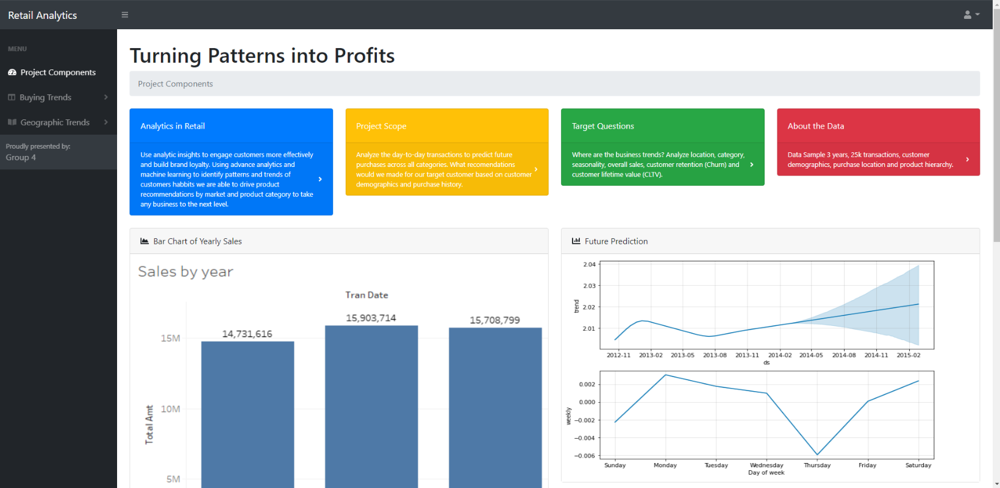 Retail Analytics
MENU
Project Components
Buying Trends
Geographic Trends
Proudly presented by:
Group 4
Turning Patterns into Profits
Project Components
Analytics in Retail
Use analytic insights to engage customers more effectively
and build brand loyalty. Using advance analytics and
machine learning to identify patterns and trends of
customers habbits we are able to drive product
recommendations by market and product category to take
any business to the next level.
Project Scope
Analyze the day-to-day transactions to predict future
purchases across all categories. What recomendations
would we made for our target customer based on customer
demographics and purchase history.
Target Questions
Where are the business trends? Analyze location, category,
seasonality, overall sales, customer retention (Churn) and
customer lifetime value (CLTV).
About the Data
Data Sample 3 years, 25k transactions, customer
demographics, purchase location and product hierarchy.
Bar Chart of Yearly Sales
Sales by year
Tran Date
14,731,616
15,903,714
15,708,799
15M
10M
5M
Total Amt
Future Prediction
2.04
2.03
2.02
2.01
trend
2012-11 2013-02 2013-05 2013-08 2013-11 2014-02 2014-05 2014-08 2014-11 2015-02
ds
0.002
0.000
−0.002
−0.004
−0.006
weekly
Sunday Monday Tuesday Wednesday Thursday Friday Saturday
Day of week